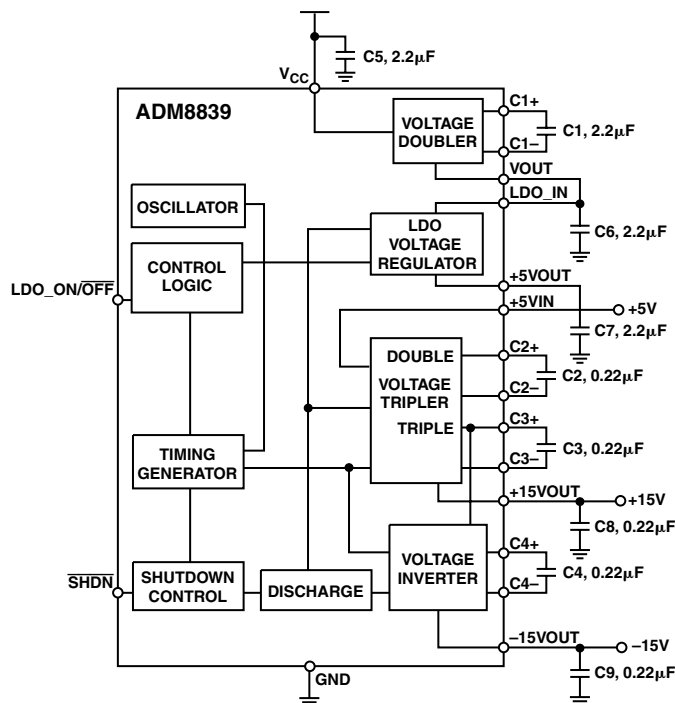 C5, 2.2μF
VCC
ADM8839
VOLTAGE
DOUBLER
C1+
C1–
C1, 2.2μF
VOUT
LDO_IN
OSCILLATOR
LDO
VOLTAGE
REGULATOR
C6, 2.2μF
CONTROL
LOGIC
LDO_ON/OFF
+5VOUT
+5VIN
+5V
C7, 2.2μF
DOUBLE
VOLTAGE
TRIPLER
TRIPLE
C2+
C2–
C2, 0.22μF
C3+
C3–
C3, 0.22μF
TIMING
GENERATOR
+15VOUT
+15V
C8, 0.22μF
VOLTAGE
INVERTER
C4+
C4–
C4, 0.22μF
SHDN
SHUTDOWN
CONTROL
DISCHARGE
–15VOUT
–15V
C9, 0.22μF
GND